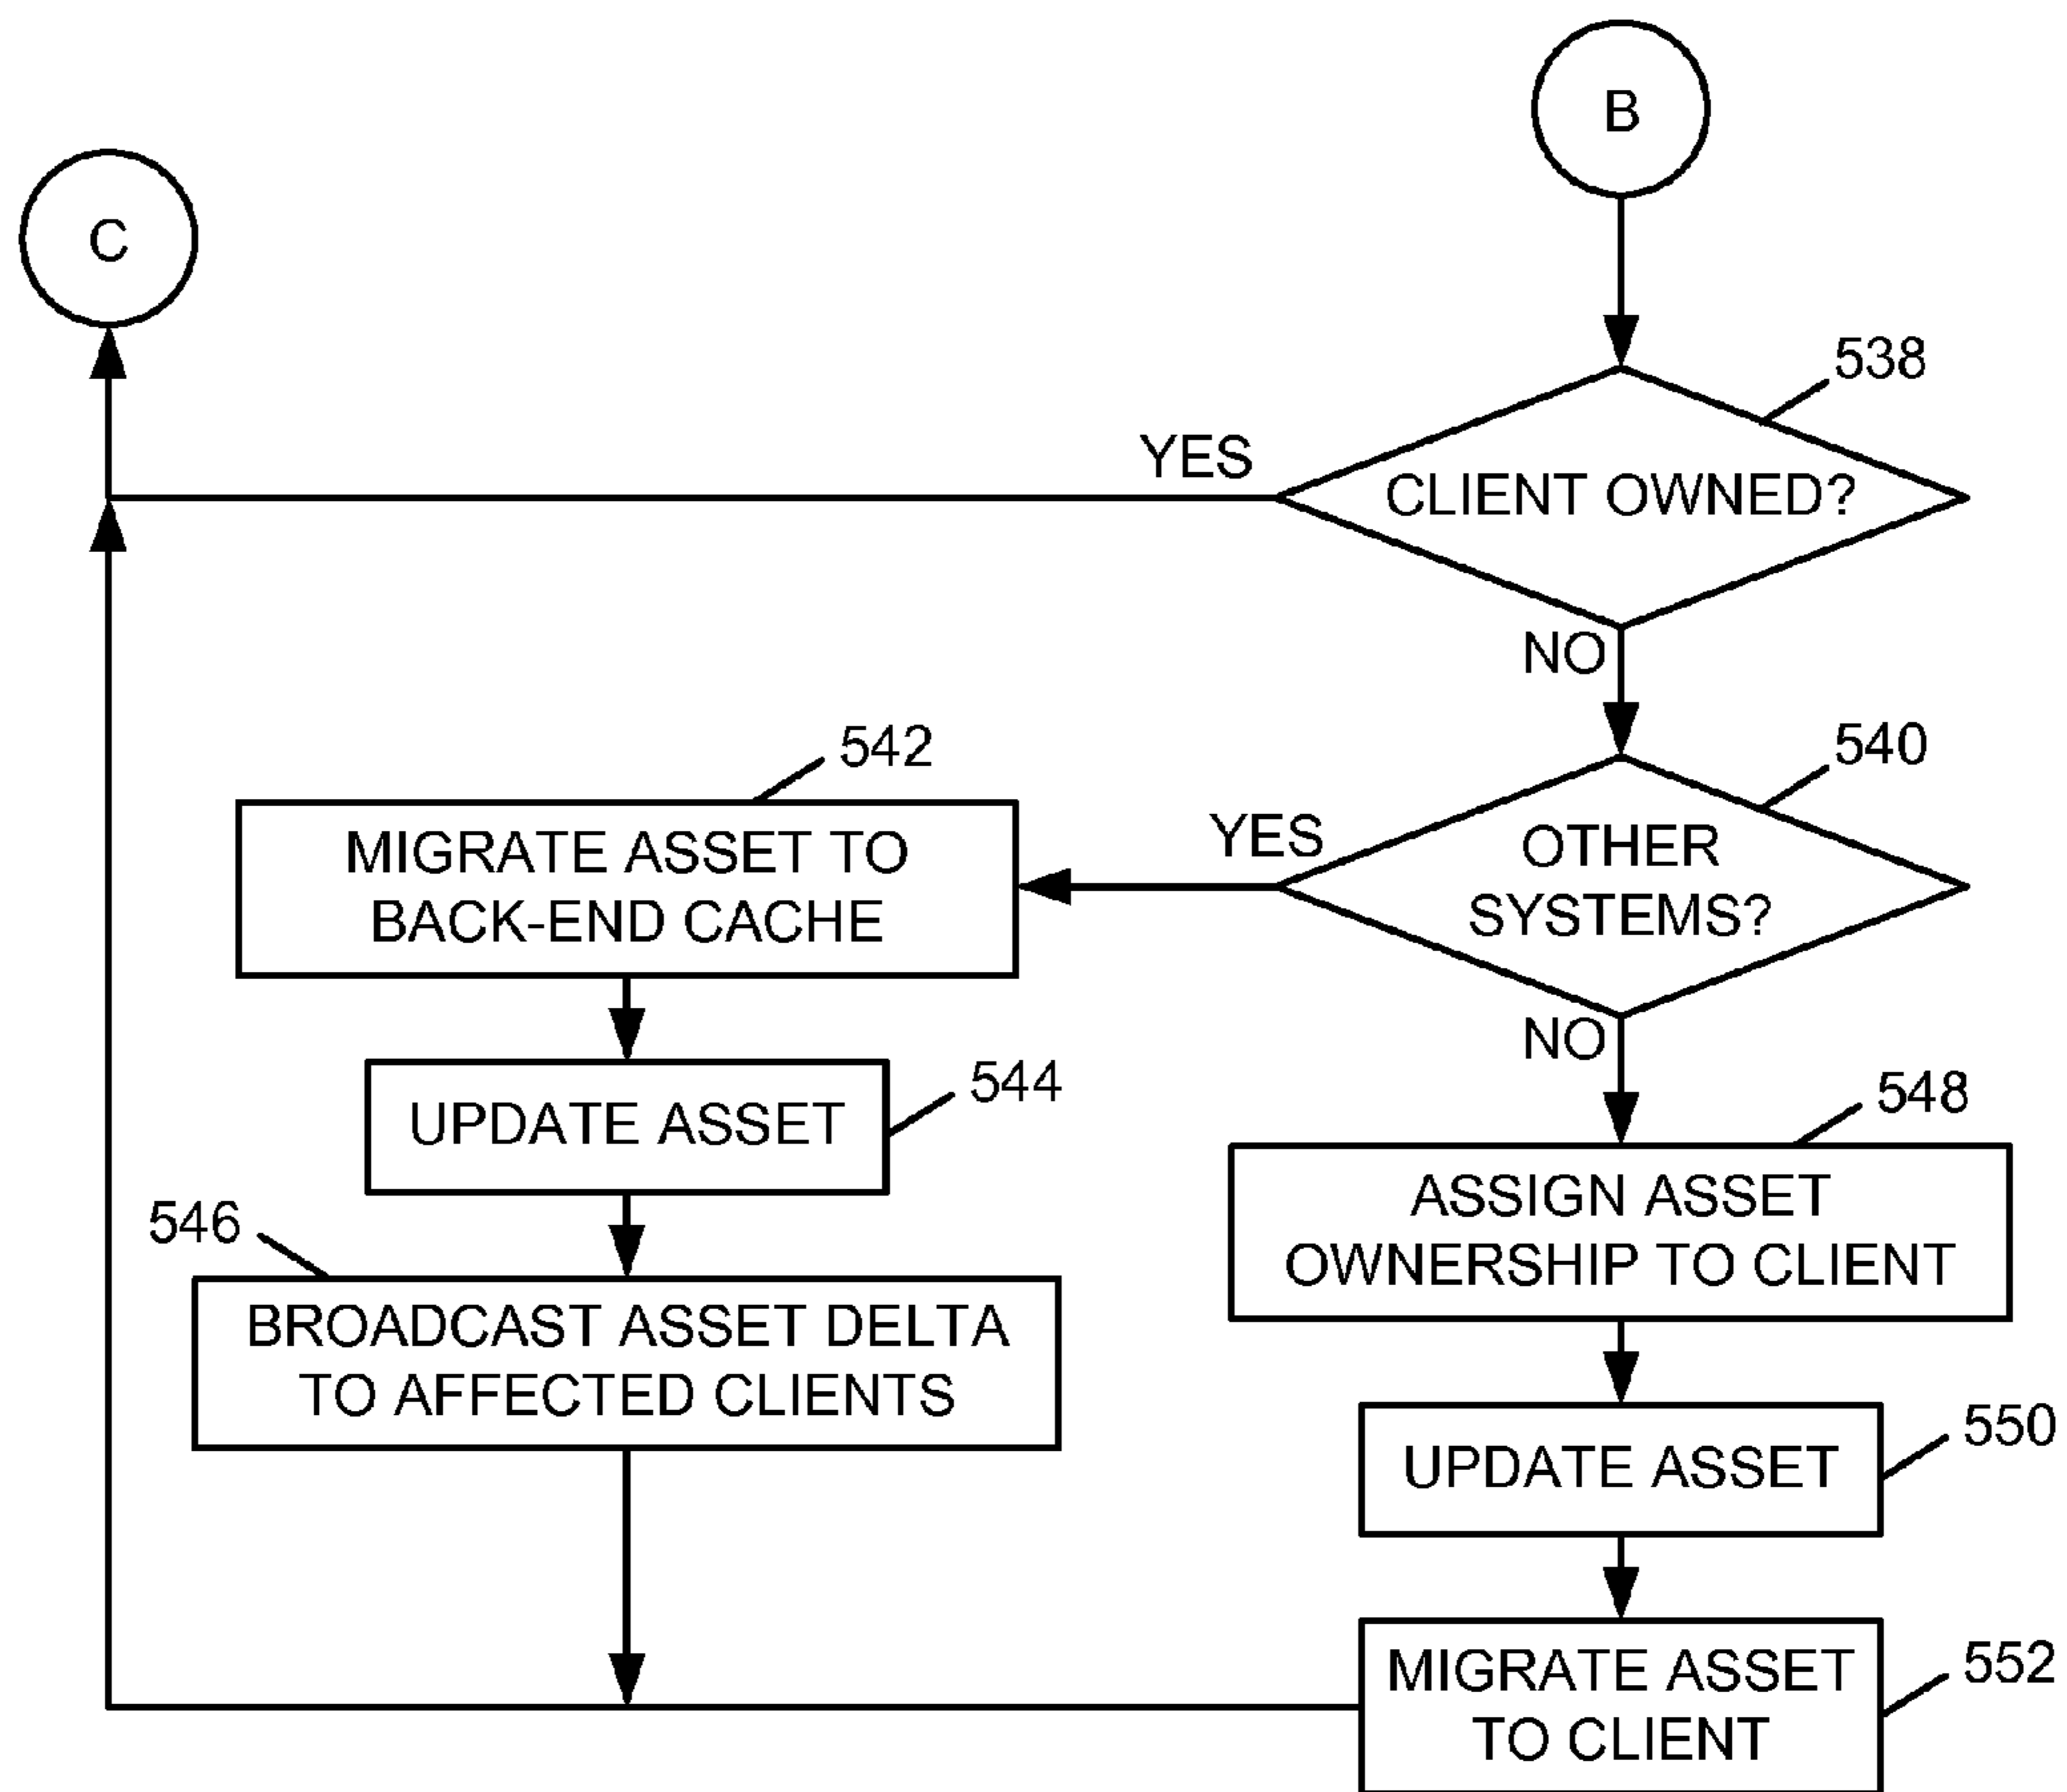 B
C
538
YES
CLIENT OWNED?
NO
540
542
YES
OTHER
SYSTEMS?
MIGRATE ASSET TO
BACK-END CACHE
NO
544
548
UPDATE ASSET
ASSIGN ASSET
OWNERSHIP TO CLIENT
546
BROADCAST ASSET DELTA
TO AFFECTED CLIENTS
550
UPDATE ASSET
552
MIGRATE ASSET
TO CLIENT